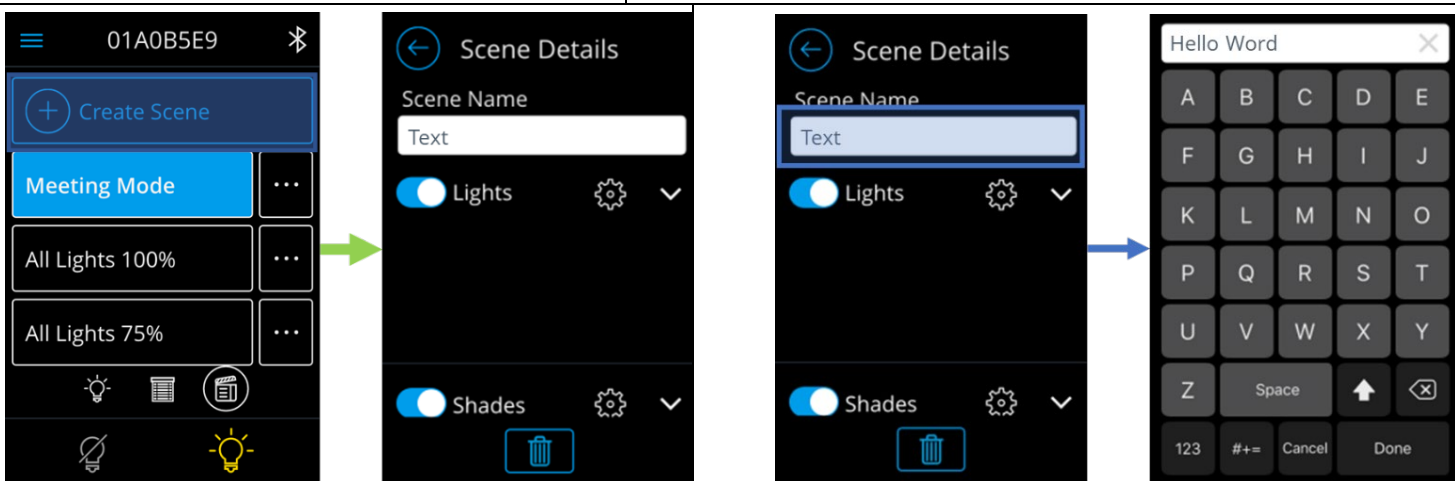 01A0B5E9
Create Scene
Meeting Mode
...
All Lights 100%
...
All Lights 75%
...
Scene Details
Scene Name
Text
Lights
Shades
Scene Details
Scene Name
Text
Lights
Shades
Hello Word
A B C D E
F G H I J
K L M N O
P Q R S T
U V W X Y
Z Space
123 #+= Cancel Done